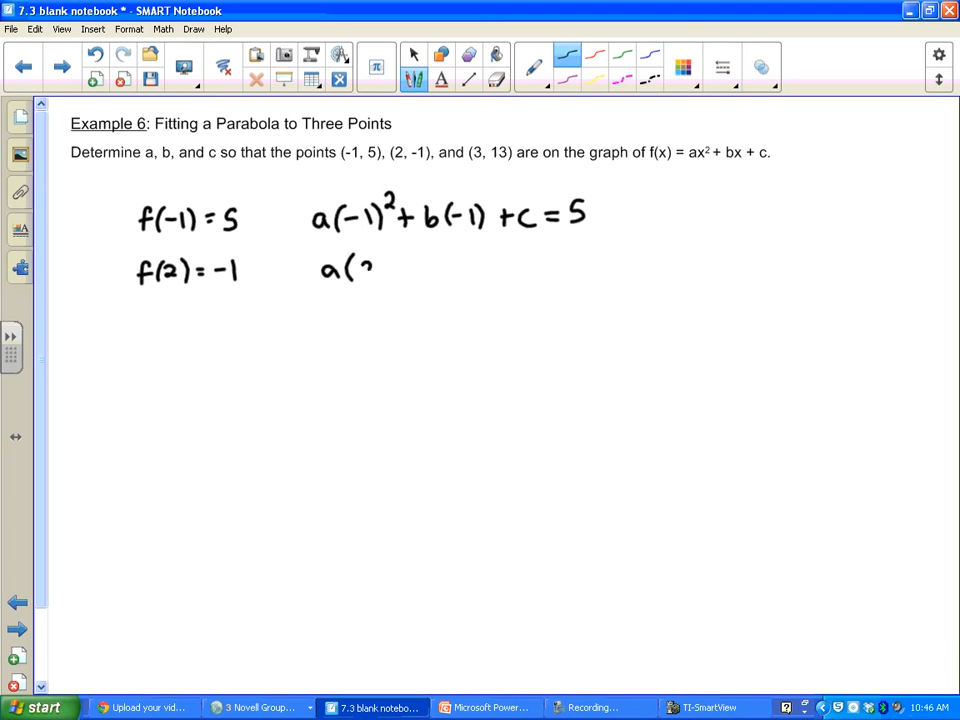 7.3 blank notebook * - SMART Notebook
File Edit View Insert Format Math Draw Help
Example 6: Fitting a Parabola to Three Points
Determine a, b, and c so that the points (-1, 5), (2, -1), and (3, 13) are on the graph of f(x) = ax² + bx + c.
f(-1) = 5 a(-1)² + b(-1) + c = 5
f(2) = -1 a(2
start Upload your vid... 3 Novell Group... 7.3 blank notebo... Microsoft Power... Recording... TI-SmartView 10:46 AM